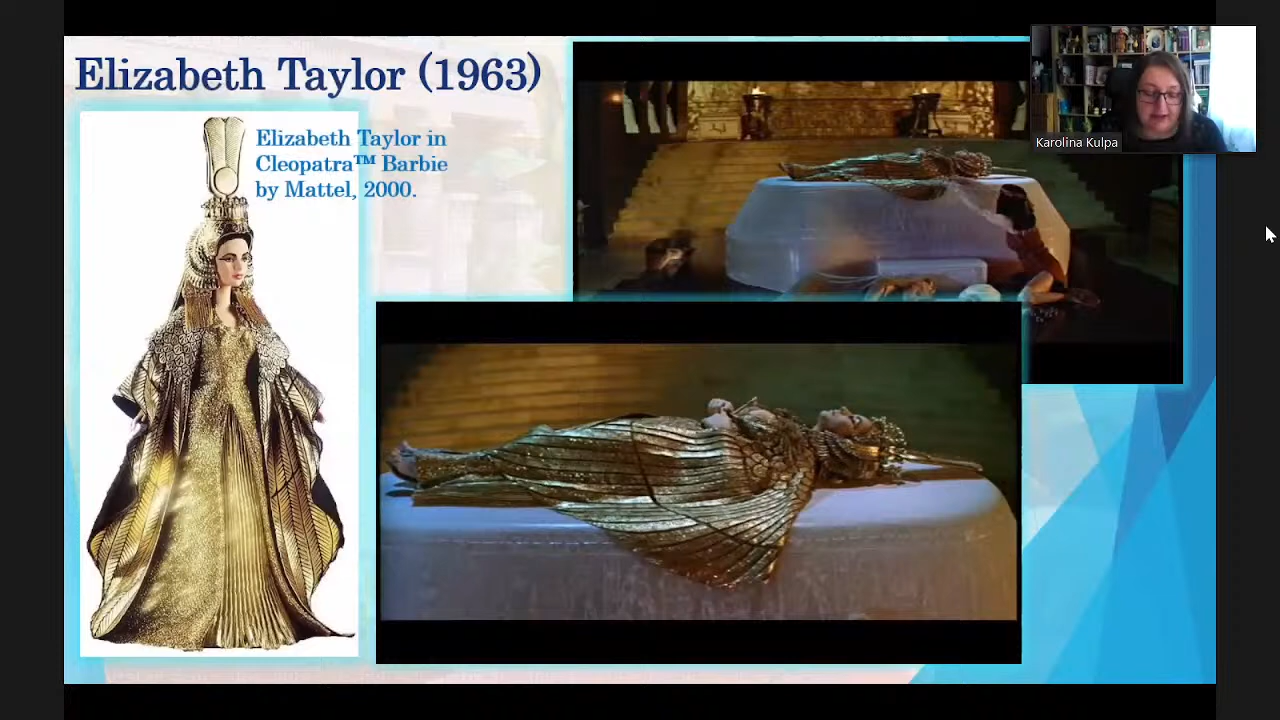 Elizabeth Taylor (1963)
Elizabeth Taylor in
Cleopatra™ Barbie
by Mattel, 2000.
Karolina Kulpa